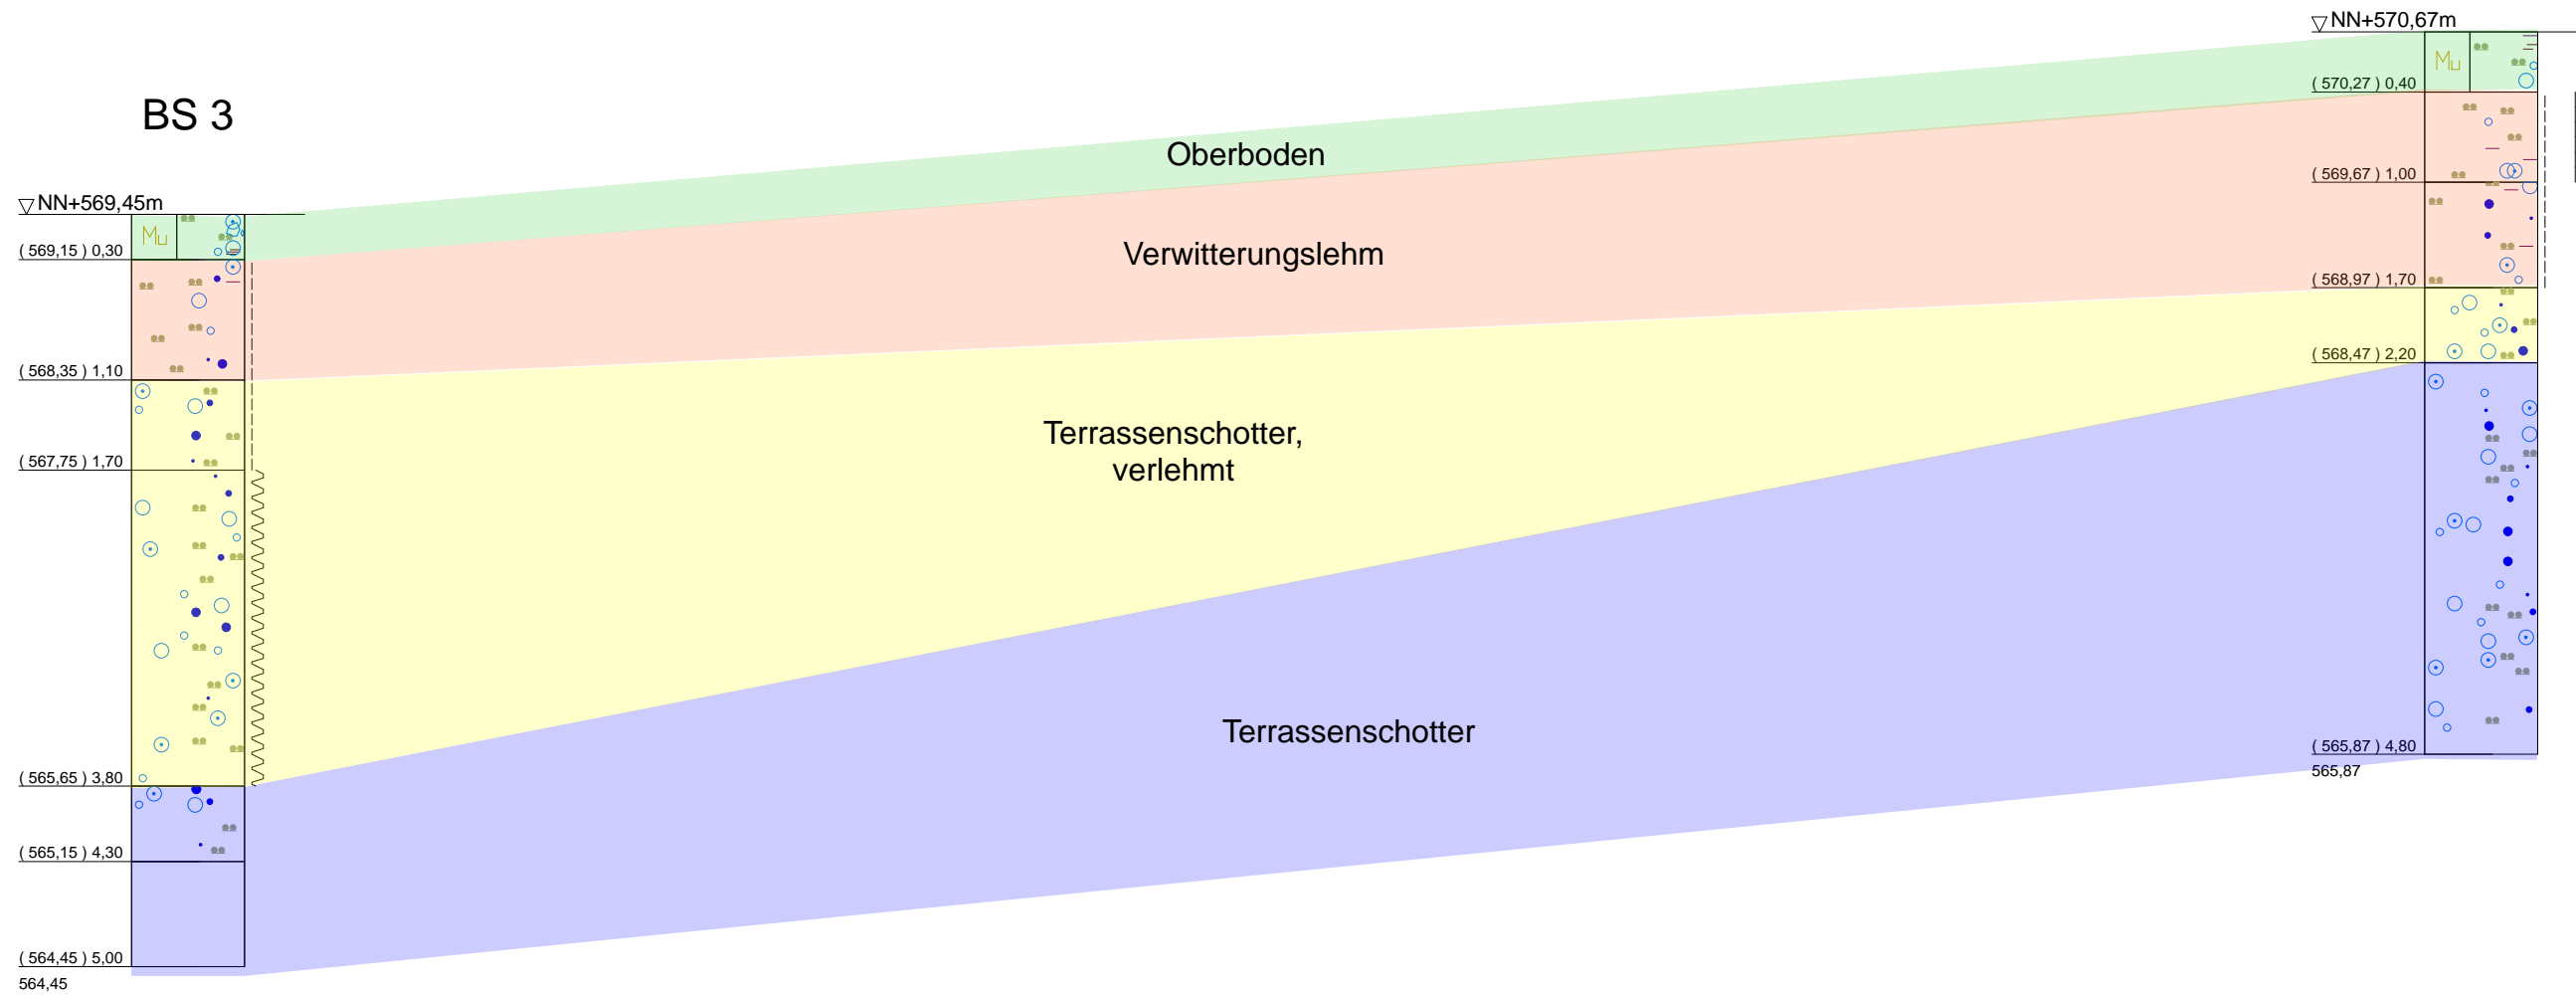 ▽NN+570,67m
Mu
( 570,27 ) 0,40
BS 3
Oberboden
( 569,67 ) 1,00
▽NN+569,45m
Mu
( 569,15 ) 0,30
Verwitterungslehm
( 568,97 ) 1,70
( 568,47 ) 2,20
( 568,35 ) 1,10
Terrassenschotter,
verlehmt
( 567,75 ) 1,70
Terrassenschotter
( 565,87 ) 4,80
565,87
( 565,65 ) 3,80
( 565,15 ) 4,30
( 564,45 ) 5,00
564,45